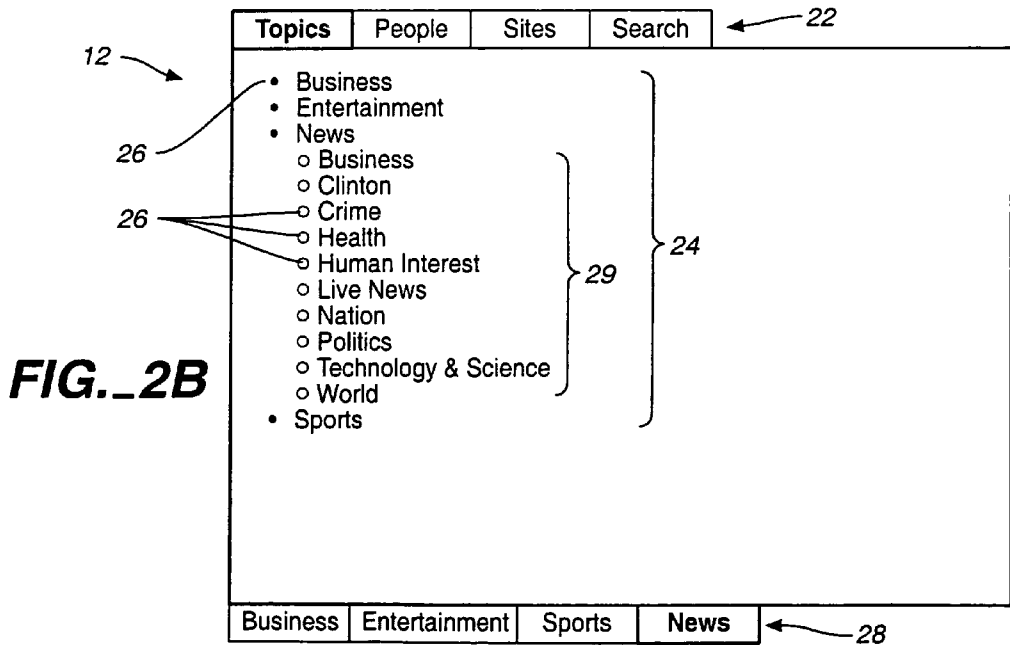 Topics People Sites Search 22
12
• Business
• Entertainment
• News
26
○ Business
○ Clinton
○ Crime
26
○ Health
○ Human Interest
24
29
○ Live News
○ Nation
○ Politics
○ Technology & Science
FIG._2B
○ World
• Sports
Business Entertainment Sports News 28